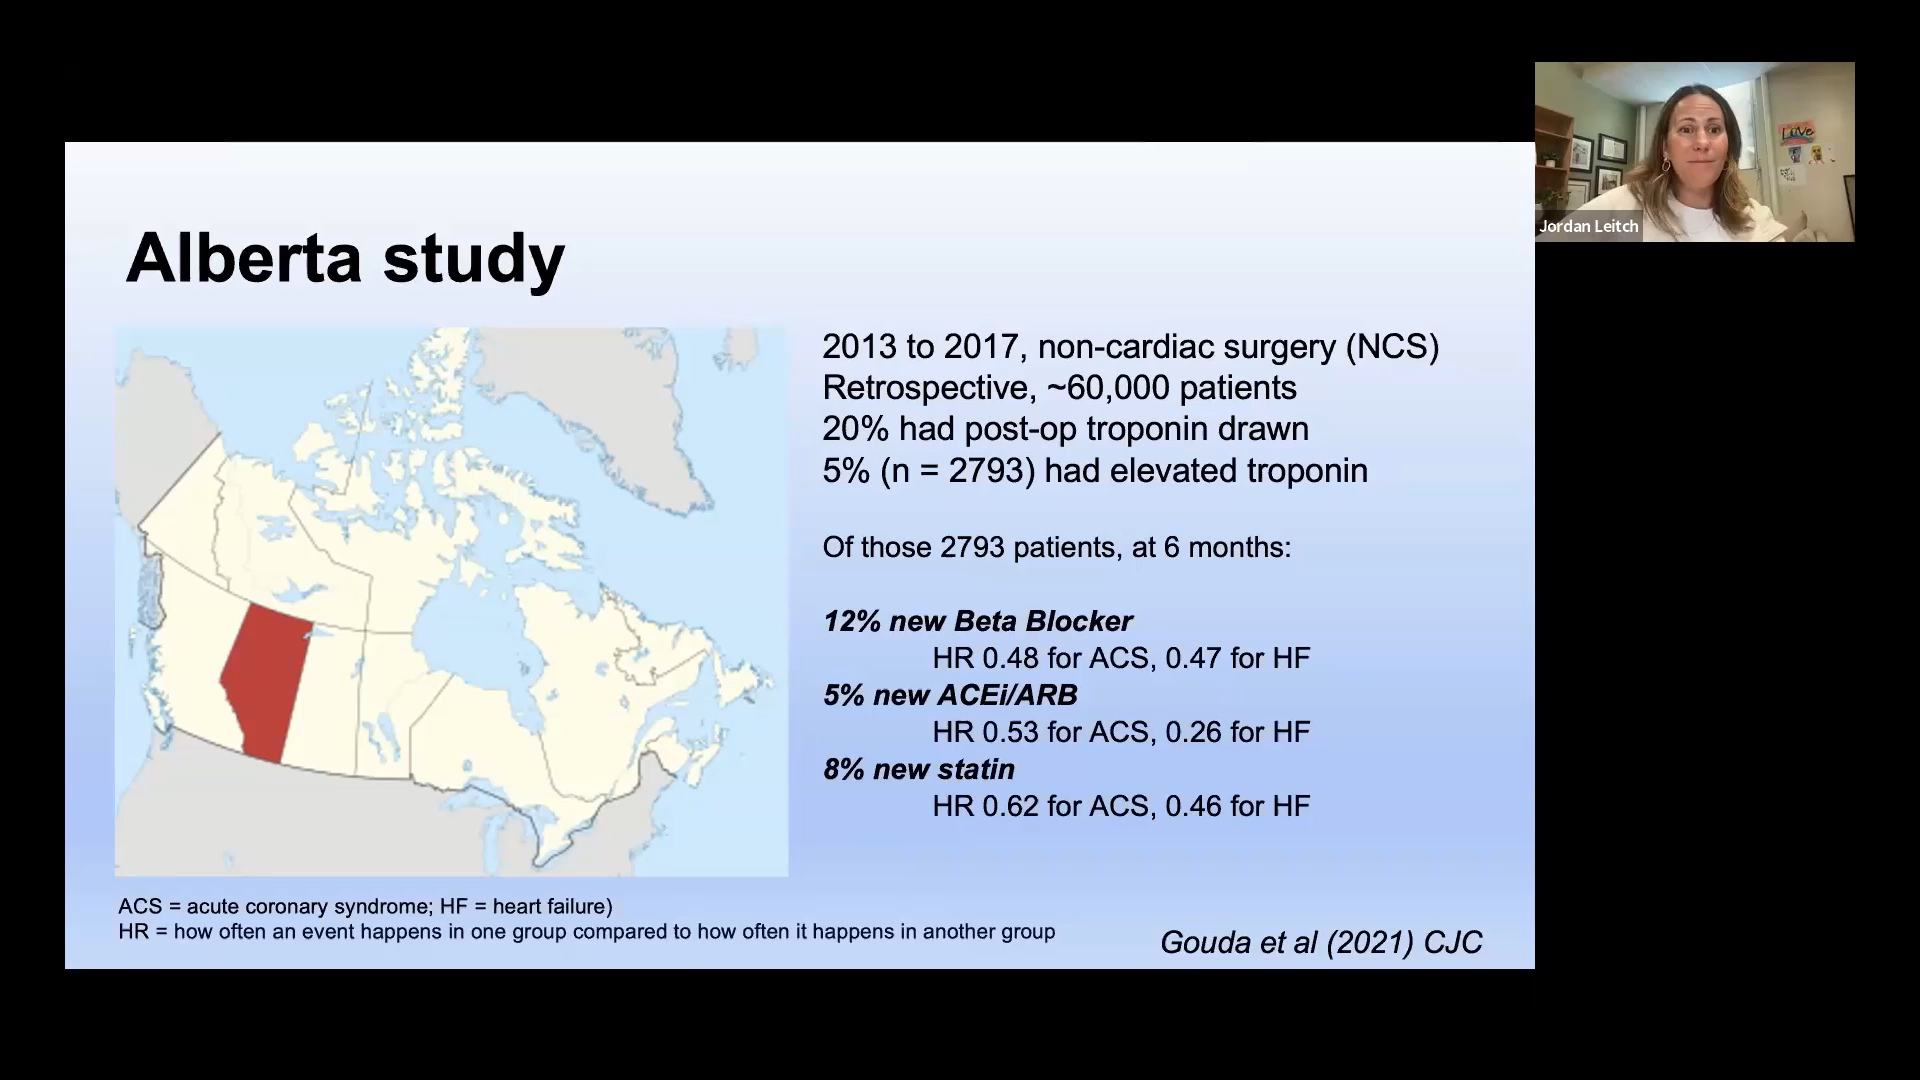 Alberta study
2013 to 2017, non-cardiac surgery (NCS)
Retrospective, ~60,000 patients
20% had post-op troponin drawn
5% (n = 2793) had elevated troponin
Of those 2793 patients, at 6 months:
12% new Beta Blocker
HR 0.48 for ACS, 0.47 for HF
5% new ACEi/ARB
HR 0.53 for ACS, 0.26 for HF
8% new statin
HR 0.62 for ACS, 0.46 for HF
ACS = acute coronary syndrome; HF = heart failure)
HR = how often an event happens in one group compared to how often it happens in another group
Gouda et al (2021) CJC
LOVE
Jordan Leitch